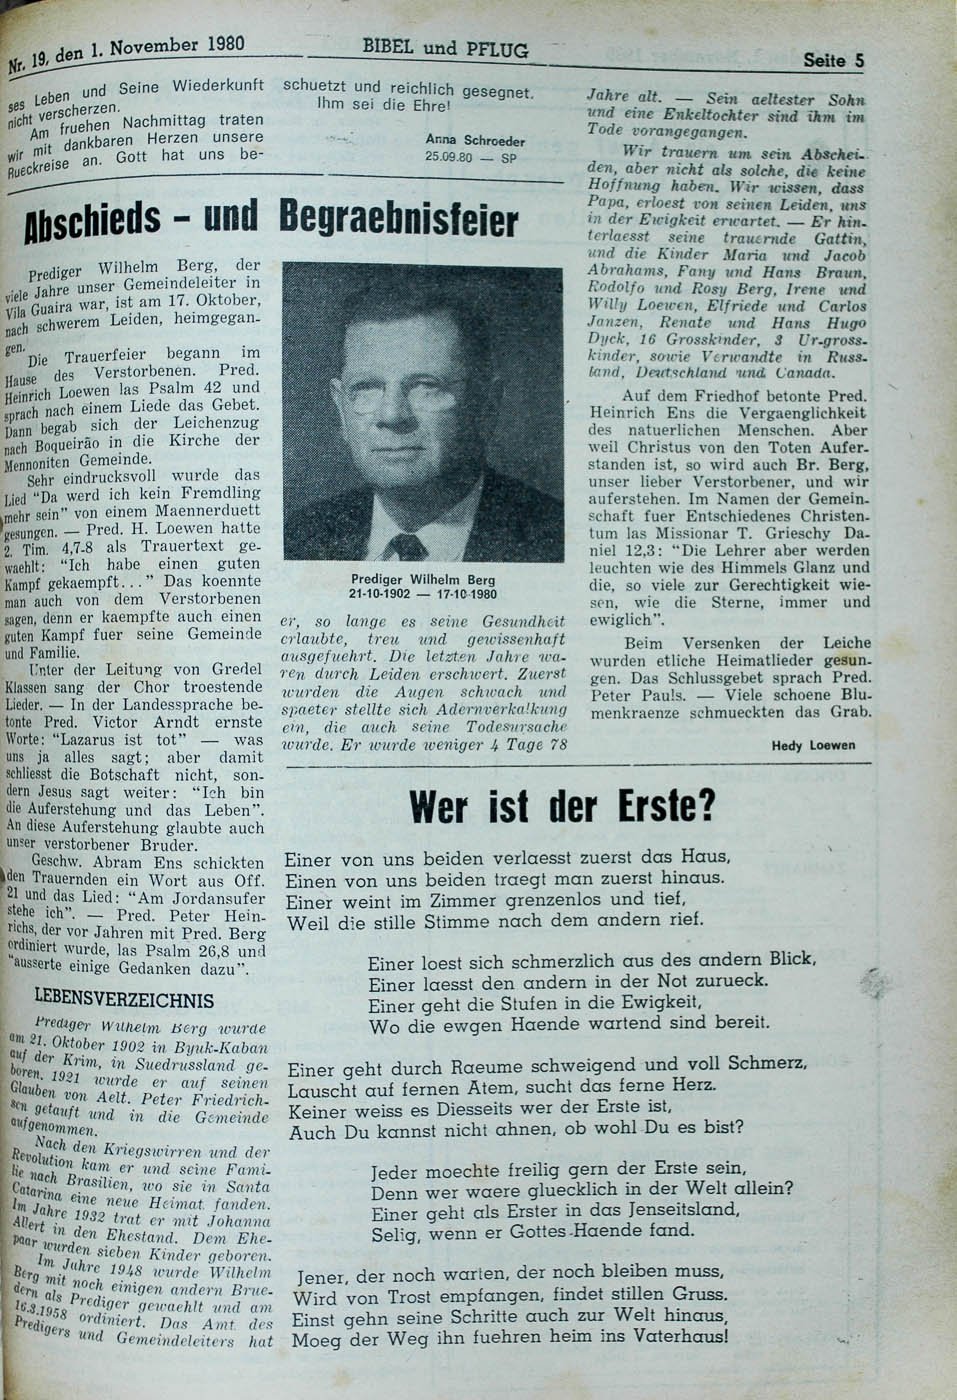 Nr. 19, den 1. November 1980
BIBEL und PFLUG
Seite 5
ses Leben und Seine Wiederkunft
nicht verscherzen.
Am fruehen Nachmittag traten
wir mit dankbaren Herzen unsere
Rueckreise an. Gott hat uns be-
schuetzt und reichlich gesegnet.
Ihm sei die Ehre!
Anna Schroeder
25.09.80 — SP
Abschieds - und Begraebnisfeier
Prediger Wilhelm Berg, der
viele Jahre unser Gemeindeleiter in
Vila Guaira war, ist am 17. Oktober,
nach schwerem Leiden, heimgegan-
gen.
Die Trauerfeier begann im
Hause des Verstorbenen. Pred.
Heinrich Loewen las Psalm 42 und
sprach nach einem Liede das Gebet.
Dann begab sich der Leichenzug
nach Boqueirão in die Kirche der
Mennoniten Gemeinde.
Sehr eindrucksvoll wurde das
Lied "Da werd ich kein Fremdling
mehr sein" von einem Maennerduett
gesungen. — Pred. H. Loewen hatte
2. Tim. 4,7-8 als Trauertext ge-
waehlt: "Ich habe einen guten
Kampf gekaempft..." Das koennte
man auch von dem Verstorbenen
sagen, denn er kaempfte auch einen
guten Kampf fuer seine Gemeinde
und Familie.
Unter der Leitung von Gredel
Klassen sang der Chor troestende
Lieder. — In der Landessprache be-
tonte Pred. Victor Arndt ernste
Worte: "Lazarus ist tot" — was
uns ja alles sagt; aber damit
schliesst die Botschaft nicht, son-
dern Jesus sagt weiter: "Ich bin
die Auferstehung und das Leben".
An diese Auferstehung glaubte auch
unser verstorbener Bruder.
Geschw. Abram Ens schickten
den Trauernden ein Wort aus Off.
21 und das Lied: "Am Jordansufer
stehe ich". — Pred. Peter Hein-
richs, der vor Jahren mit Pred. Berg
ordiniert wurde, las Psalm 26,8 und
"ausserte einige Gedanken dazu".
LEBENSVERZEICHNIS
Prediger Wilhelm Berg wurde
am 21. Oktober 1902 in Byuk-Kaban
auf der Krim, in Suedrussland ge-
boren. 1921 wurde er auf seinen
Glauben von Aelt. Peter Friedrich-
sen getauft und in die Gemeinde
aufgenommen.
Nach den Kriegswirren und der
Revolution kam er und seine Fami-
lie nach Brasilien, wo sie in Santa
Catarina eine neue Heimat fanden.
Im Jahre 1932 trat er mit Johanna
Allert in den Ehestand. Dem Ehe-
paar wurden sieben Kinder geboren.
Im Jahre 1948 wurde Wilhelm
Berg mit noch einigen andern Brue-
dern als Prediger gewaehlt und am
16.3.1958 ordiniert. Das Amt des
Predigers und Gemeindeleiters hat
Prediger Wilhelm Berg
21-10-1902 — 17-10 1980
er, so lange es seine Gesundheit
erlaubte, treu und gewissenhaft
ausgefuehrt. Die letzten Jahre wa-
ren durch Leiden erschwert. Zuerst
wurden die Augen schwach und
spaeter stellte sich Adernverkalkung
ein, die auch seine Todesursache
wurde. Er wurde weniger 4 Tage 78
Jahre alt. — Sein aeltester Sohn
und eine Enkeltochter sind ihm im
Tode vorangegangen.
Wir trauern um sein Abschei-
den, aber nicht als solche, die keine
Hoffnung haben. Wir wissen, dass
Papa, erloest von seinen Leiden, uns
in der Ewigkeit erwartet. — Er hin-
terlaesst seine trauernde Gattin,
und die Kinder Maria und Jacob
Abrahams, Fany und Hans Braun,
Rodolfo und Rosy Berg, Irene und
Willy Loewen, Elfriede und Carlos
Janzen, Renate und Hans Hugo
Dyck, 16 Grosskinder, 3 Ur-gross-
kinder, sowie Verwandte in Russ-
land, Deutschland und Canada.
Auf dem Friedhof betonte Pred.
Heinrich Ens die Vergaenglichkeit
des natuerlichen Menschen. Aber
weil Christus von den Toten Aufer-
standen ist, so wird auch Br. Berg,
unser lieber Verstorbener, und wir
auferstehen. Im Namen der Gemein-
schaft fuer Entschiedenes Christen-
tum las Missionar T. Grieschy Da-
niel 12,3: "Die Lehrer aber werden
leuchten wie des Himmels Glanz und
die, so viele zur Gerechtigkeit wie-
sen, wie die Sterne, immer und
ewiglich".
Beim Versenken der Leiche
wurden etliche Heimatlieder gesun-
gen. Das Schlussgebet sprach Pred.
Peter Pauls. — Viele schoene Blu-
menkraenze schmueckten das Grab.
Hedy Loewen
Wer ist der Erste?
Einer von uns beiden verlaesst zuerst das Haus,
Einen von uns beiden traegt man zuerst hinaus.
Einer weint im Zimmer grenzenlos und tief,
Weil die stille Stimme nach dem andern rief.
Einer loest sich schmerzlich aus des andern Blick,
Einer laesst den andern in der Not zurueck.
Einer geht die Stufen in die Ewigkeit,
Wo die ewgen Haende wartend sind bereit.
Einer geht durch Raeume schweigend und voll Schmerz,
Lauscht auf fernen Atem, sucht das ferne Herz.
Keiner weiss es Diesseits wer der Erste ist,
Auch Du kannst nicht ahnen, ob wohl Du es bist?
Jeder moechte freilig gern der Erste sein,
Denn wer waere gluecklich in der Welt allein?
Einer geht als Erster in das Jenseitsland,
Selig, wenn er Gottes-Haende fand.
Jener, der noch warten, der noch bleiben muss,
Wird von Trost empfangen, findet stillen Gruss.
Einst gehn seine Schritte auch zur Welt hinaus,
Moeg der Weg ihn fuehren heim ins Vaterhaus!